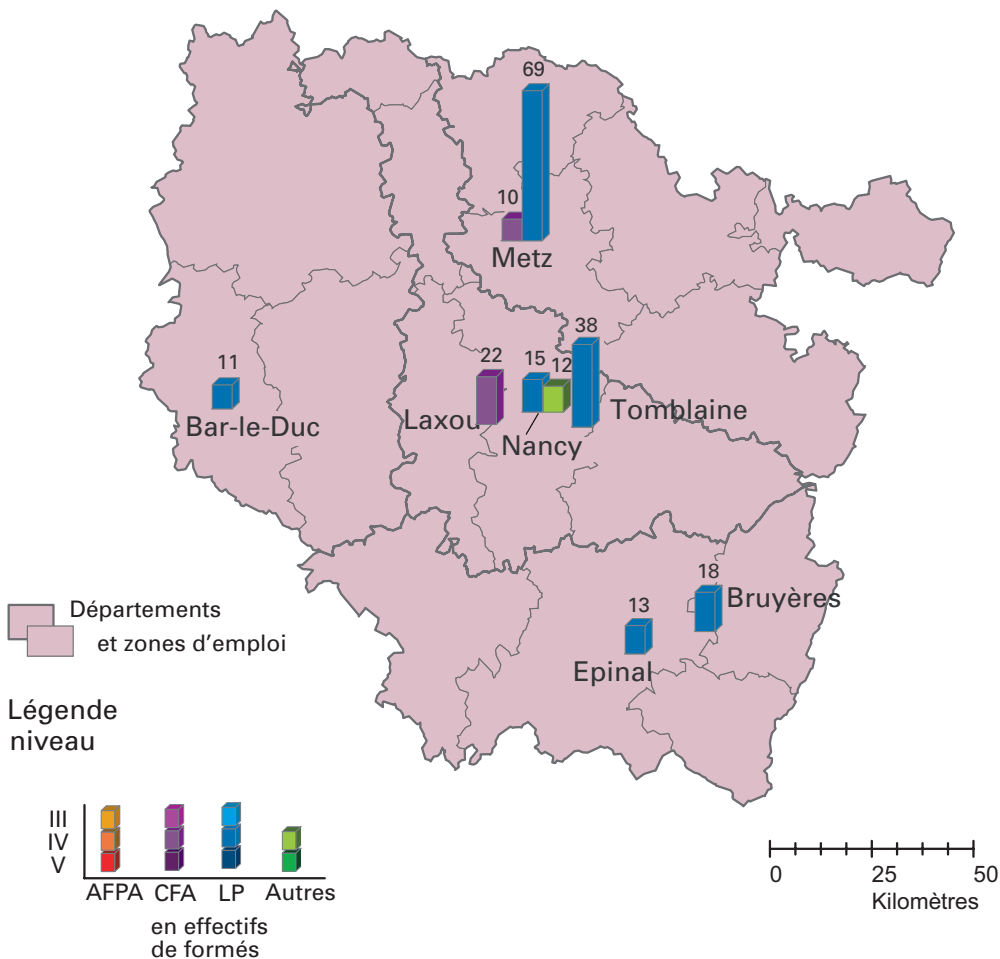 69
10
Metz
38
22
15
12
11
Laxou
Tomblaine
Bar-le-Duc
Nancy
18
Bruyères
13
Epinal
Départements
et zones d'emploi
Légende
niveau
III
IV
V
AFPA CFA LP Autres
en effectifs
de formés
0 25 50
Kilomètres